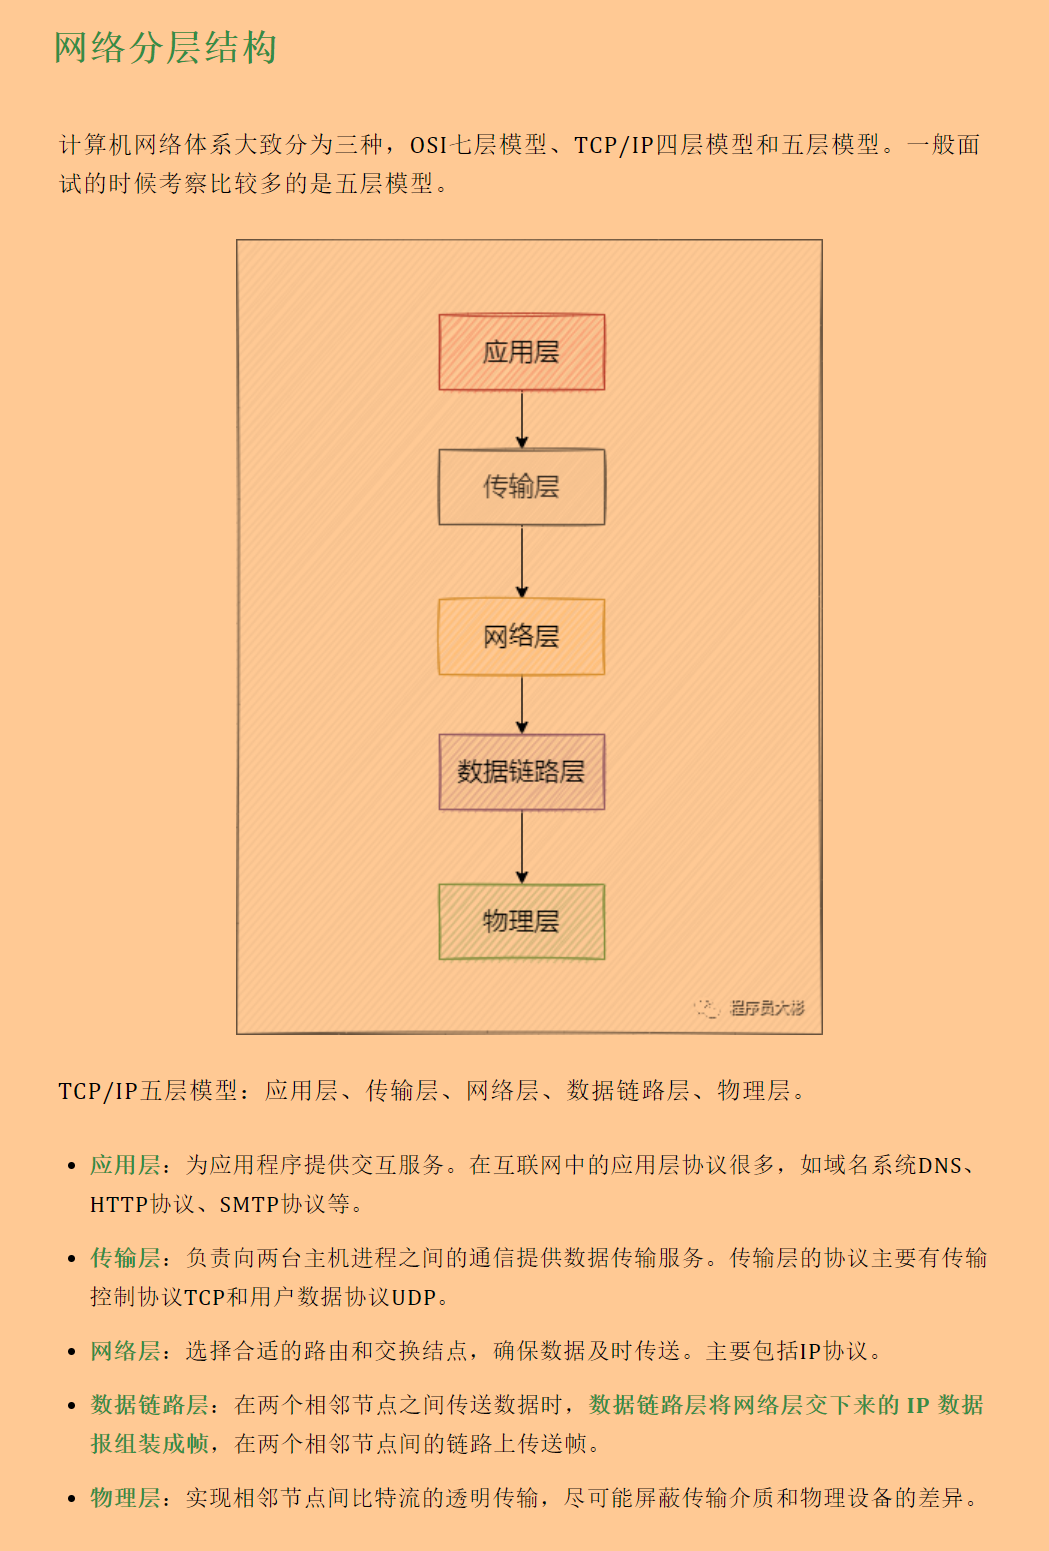 网络分层结构
计算机网络体系大致分为三种，OSI七层模型、TCP/IP四层模型和五层模型。一般面
试的时候考察比较多的是五层模型。
应用层
传输层
网络层
数据链路层
物理层
程序员大彬
TCP/IP五层模型：应用层、传输层、网络层、数据链路层、物理层。
• 应用层：为应用程序提供交互服务。在互联网中的应用层协议很多，如域名系统DNS、
HTTP协议、SMTP协议等。
• 传输层：负责向两台主机进程之间的通信提供数据传输服务。传输层的协议主要有传输
控制协议TCP和用户数据协议UDP。
• 网络层：选择合适的路由和交换结点，确保数据及时传送。主要包括IP协议。
• 数据链路层：在两个相邻节点之间传送数据时，数据链路层将网络层交下来的 IP 数据
报组装成帧，在两个相邻节点间的链路上传送帧。
• 物理层：实现相邻节点间比特流的透明传输，尽可能屏蔽传输介质和物理设备的差异。